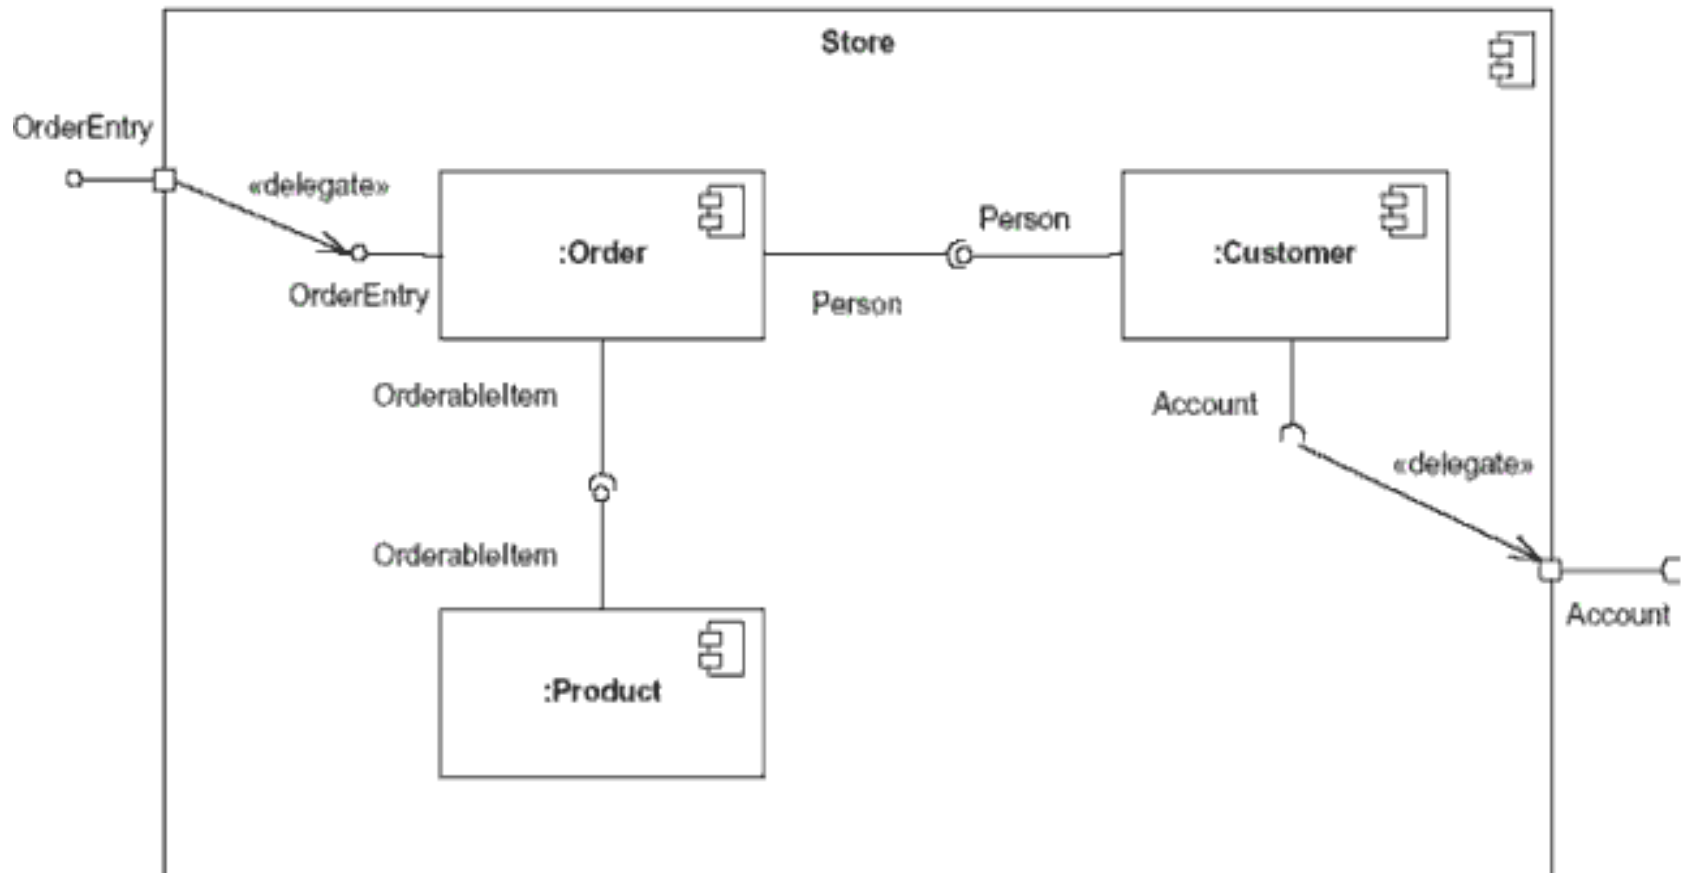 Store
OrderEntry
«delegate»
:Order
Person
:Customer
OrderEntry
Person
OrderableItem
Account
«delegate»
OrderableItem
Account
:Product